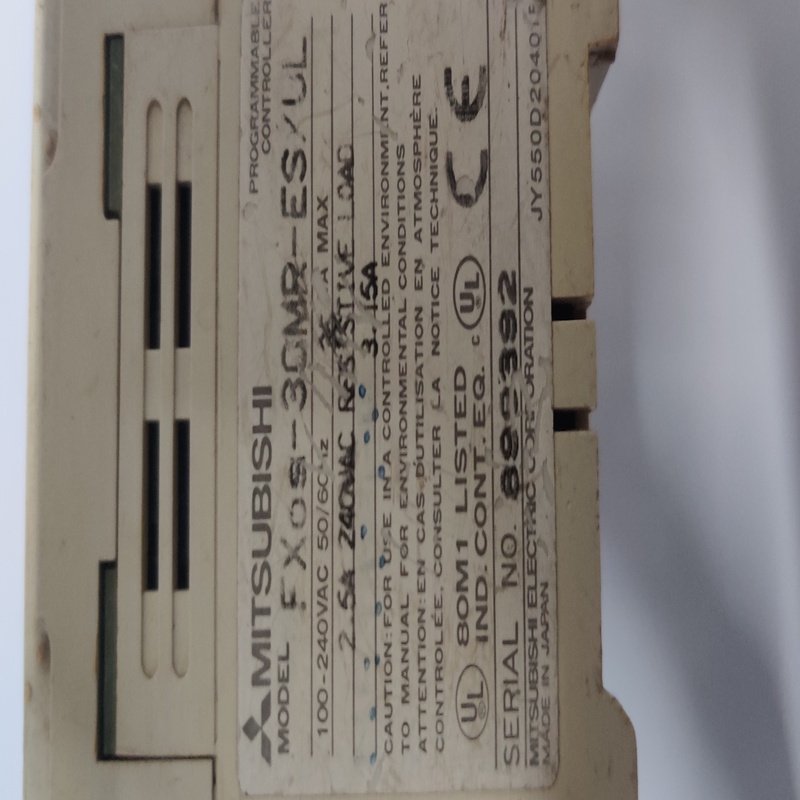 MITSUBISHI
PROGRAMMABLE
CONTROLLER
MODEL FX0S-30MR-ES/UL
100-240VAC 50/60Hz A MAX
2.5A 240VAC RESISTIVE LOAD
3.15A
CAUTION:FOR USE IN A CONTROLLED ENVIRONMENT.REFER
TO MANUAL FOR ENVIRONMENTAL CONDITIONS
ATTENTION:EN CAS D'UTILISATION EN ATMOSPHÈRE
CONTROLÉE, CONSULTER LA NOTICE TECHNIQUE.
UL 80M1 LISTED
IND.CONT.EQ. c UL CE
SERIAL NO.
MITSUBISHI ELECTRIC CORPORATION
MADE IN JAPAN
JY550D20401